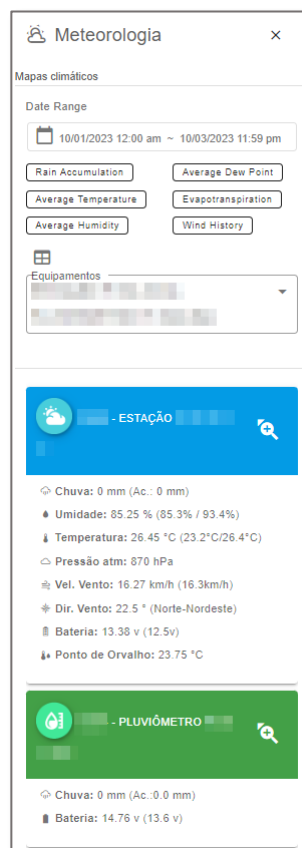 Meteorologia
Mapas climáticos
Date Range
10/01/2023 12:00 am ~ 10/03/2023 11:59 pm
Rain Accumulation Average Dew Point
Average Temperature Evapotranspiration
Average Humidity Wind History
Equipamentos
- ESTAÇÃO
Chuva: 0 mm (Ac.: 0 mm)
Umidade: 85.25 % (85.3% / 93.4%)
Temperatura: 26.45 °C (23.2°C/26.4°C)
Pressão atm: 870 hPa
Vel. Vento: 16.27 km/h (16.3km/h)
Dir. Vento: 22.5 ° (Norte-Nordeste)
Bateria: 13.38 v (12.5v)
Ponto de Orvalho: 23.75 °C
- PLUVIÔMETRO
Chuva: 0 mm (Ac.:0.0 mm)
Bateria: 14.76 v (13.6 v)